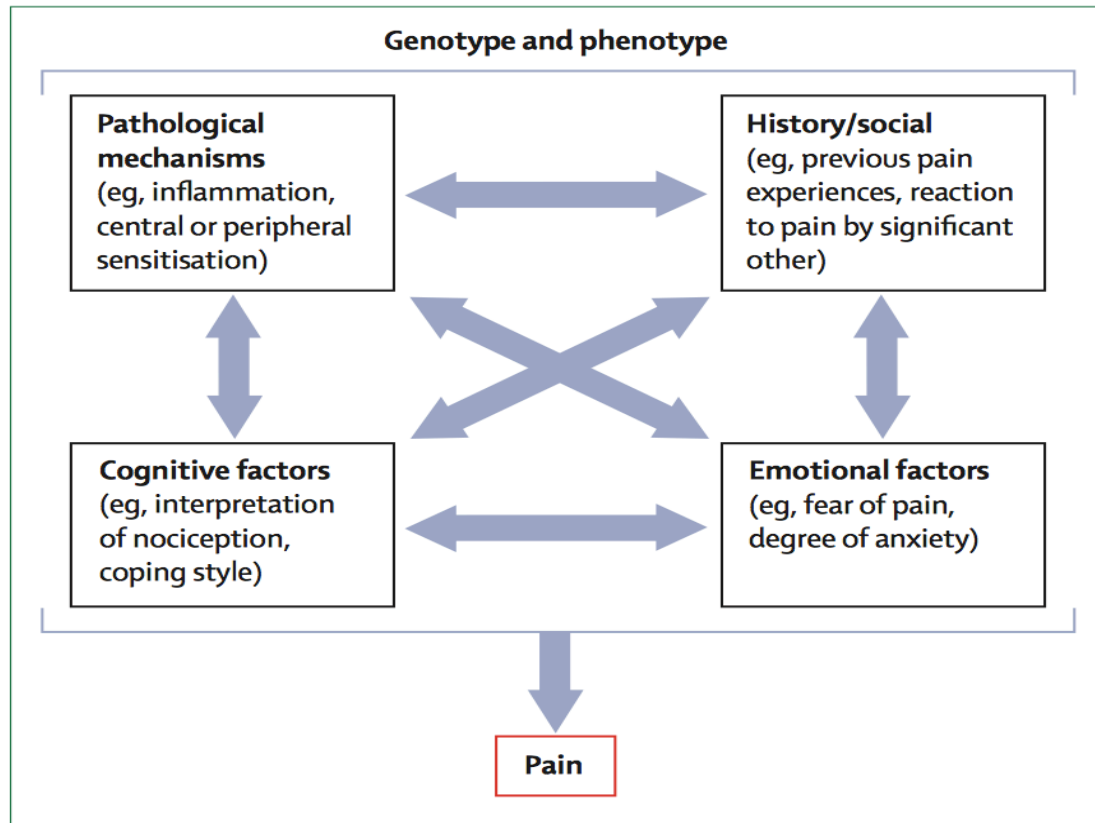 Genotype and phenotype
Pathological
mechanisms
(eg, inflammation,
central or peripheral
sensitisation)
History/social
(eg, previous pain
experiences, reaction
to pain by significant
other)
Cognitive factors
(eg, interpretation
of nociception,
coping style)
Emotional factors
(eg, fear of pain,
degree of anxiety)
Pain